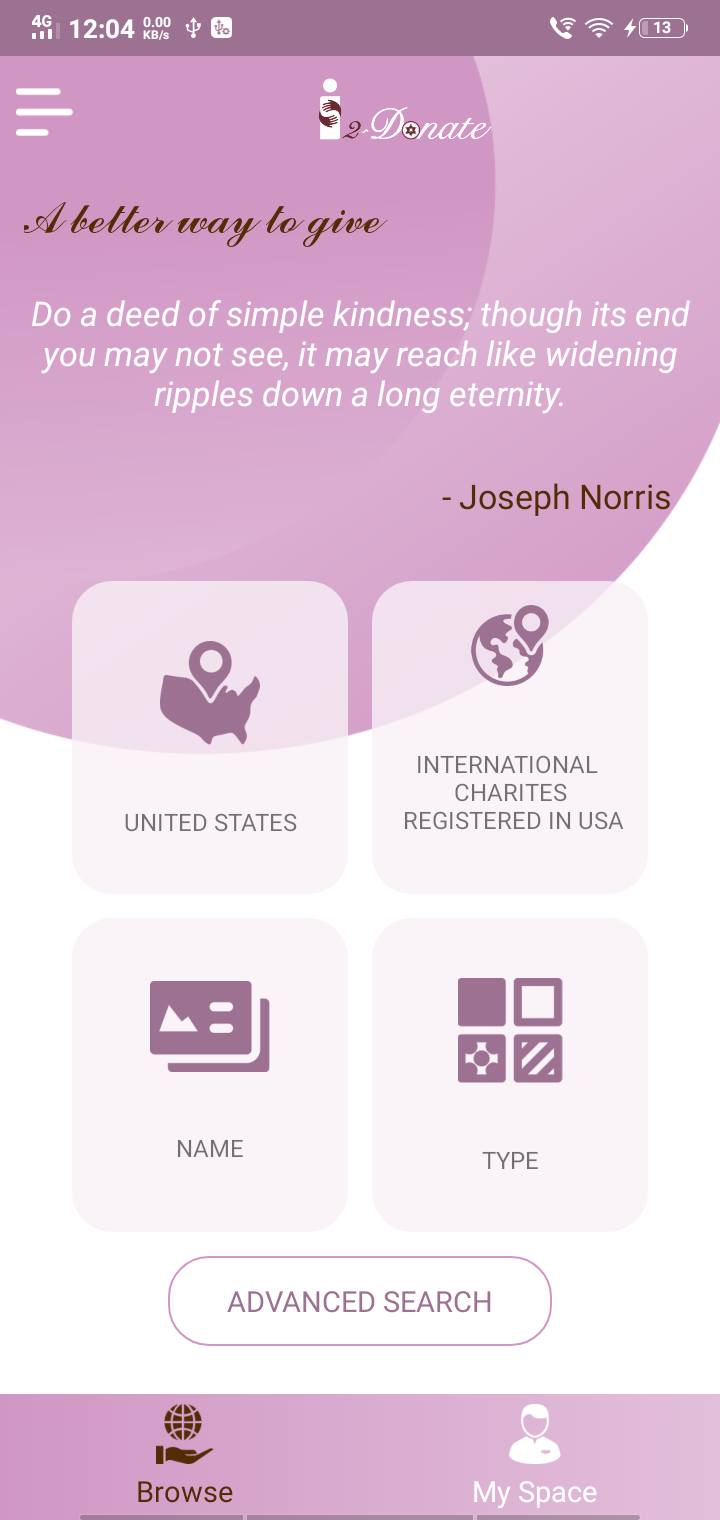 4G 12:04 0.00 KB/s 13
i2-Donate
A better way to give
Do a deed of simple kindness; though its end
you may not see, it may reach like widening
ripples down a long eternity.
- Joseph Norris
UNITED STATES
INTERNATIONAL
CHARITES
REGISTERED IN USA
NAME
TYPE
ADVANCED SEARCH
Browse
My Space